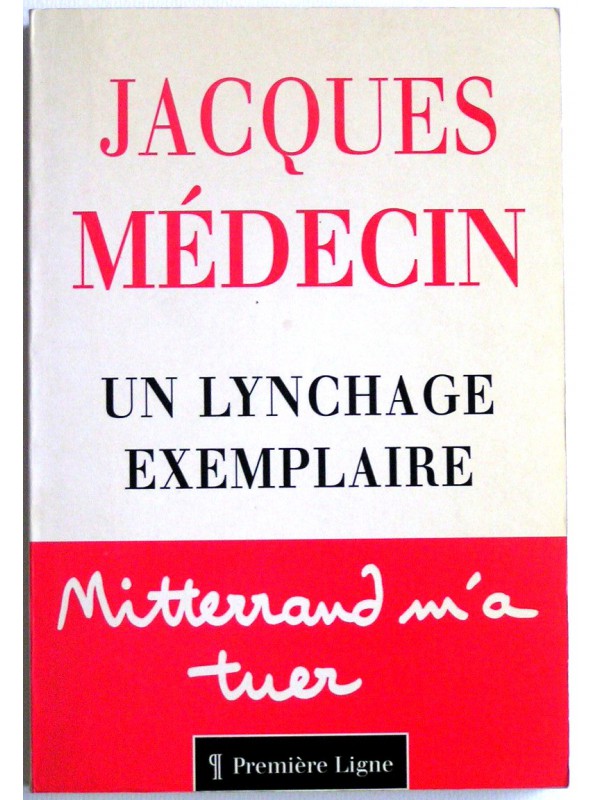 JACQUES
MÉDECIN
UN LYNCHAGE
EXEMPLAIRE
Mitterrand m'a
tuer
¶ Première Ligne